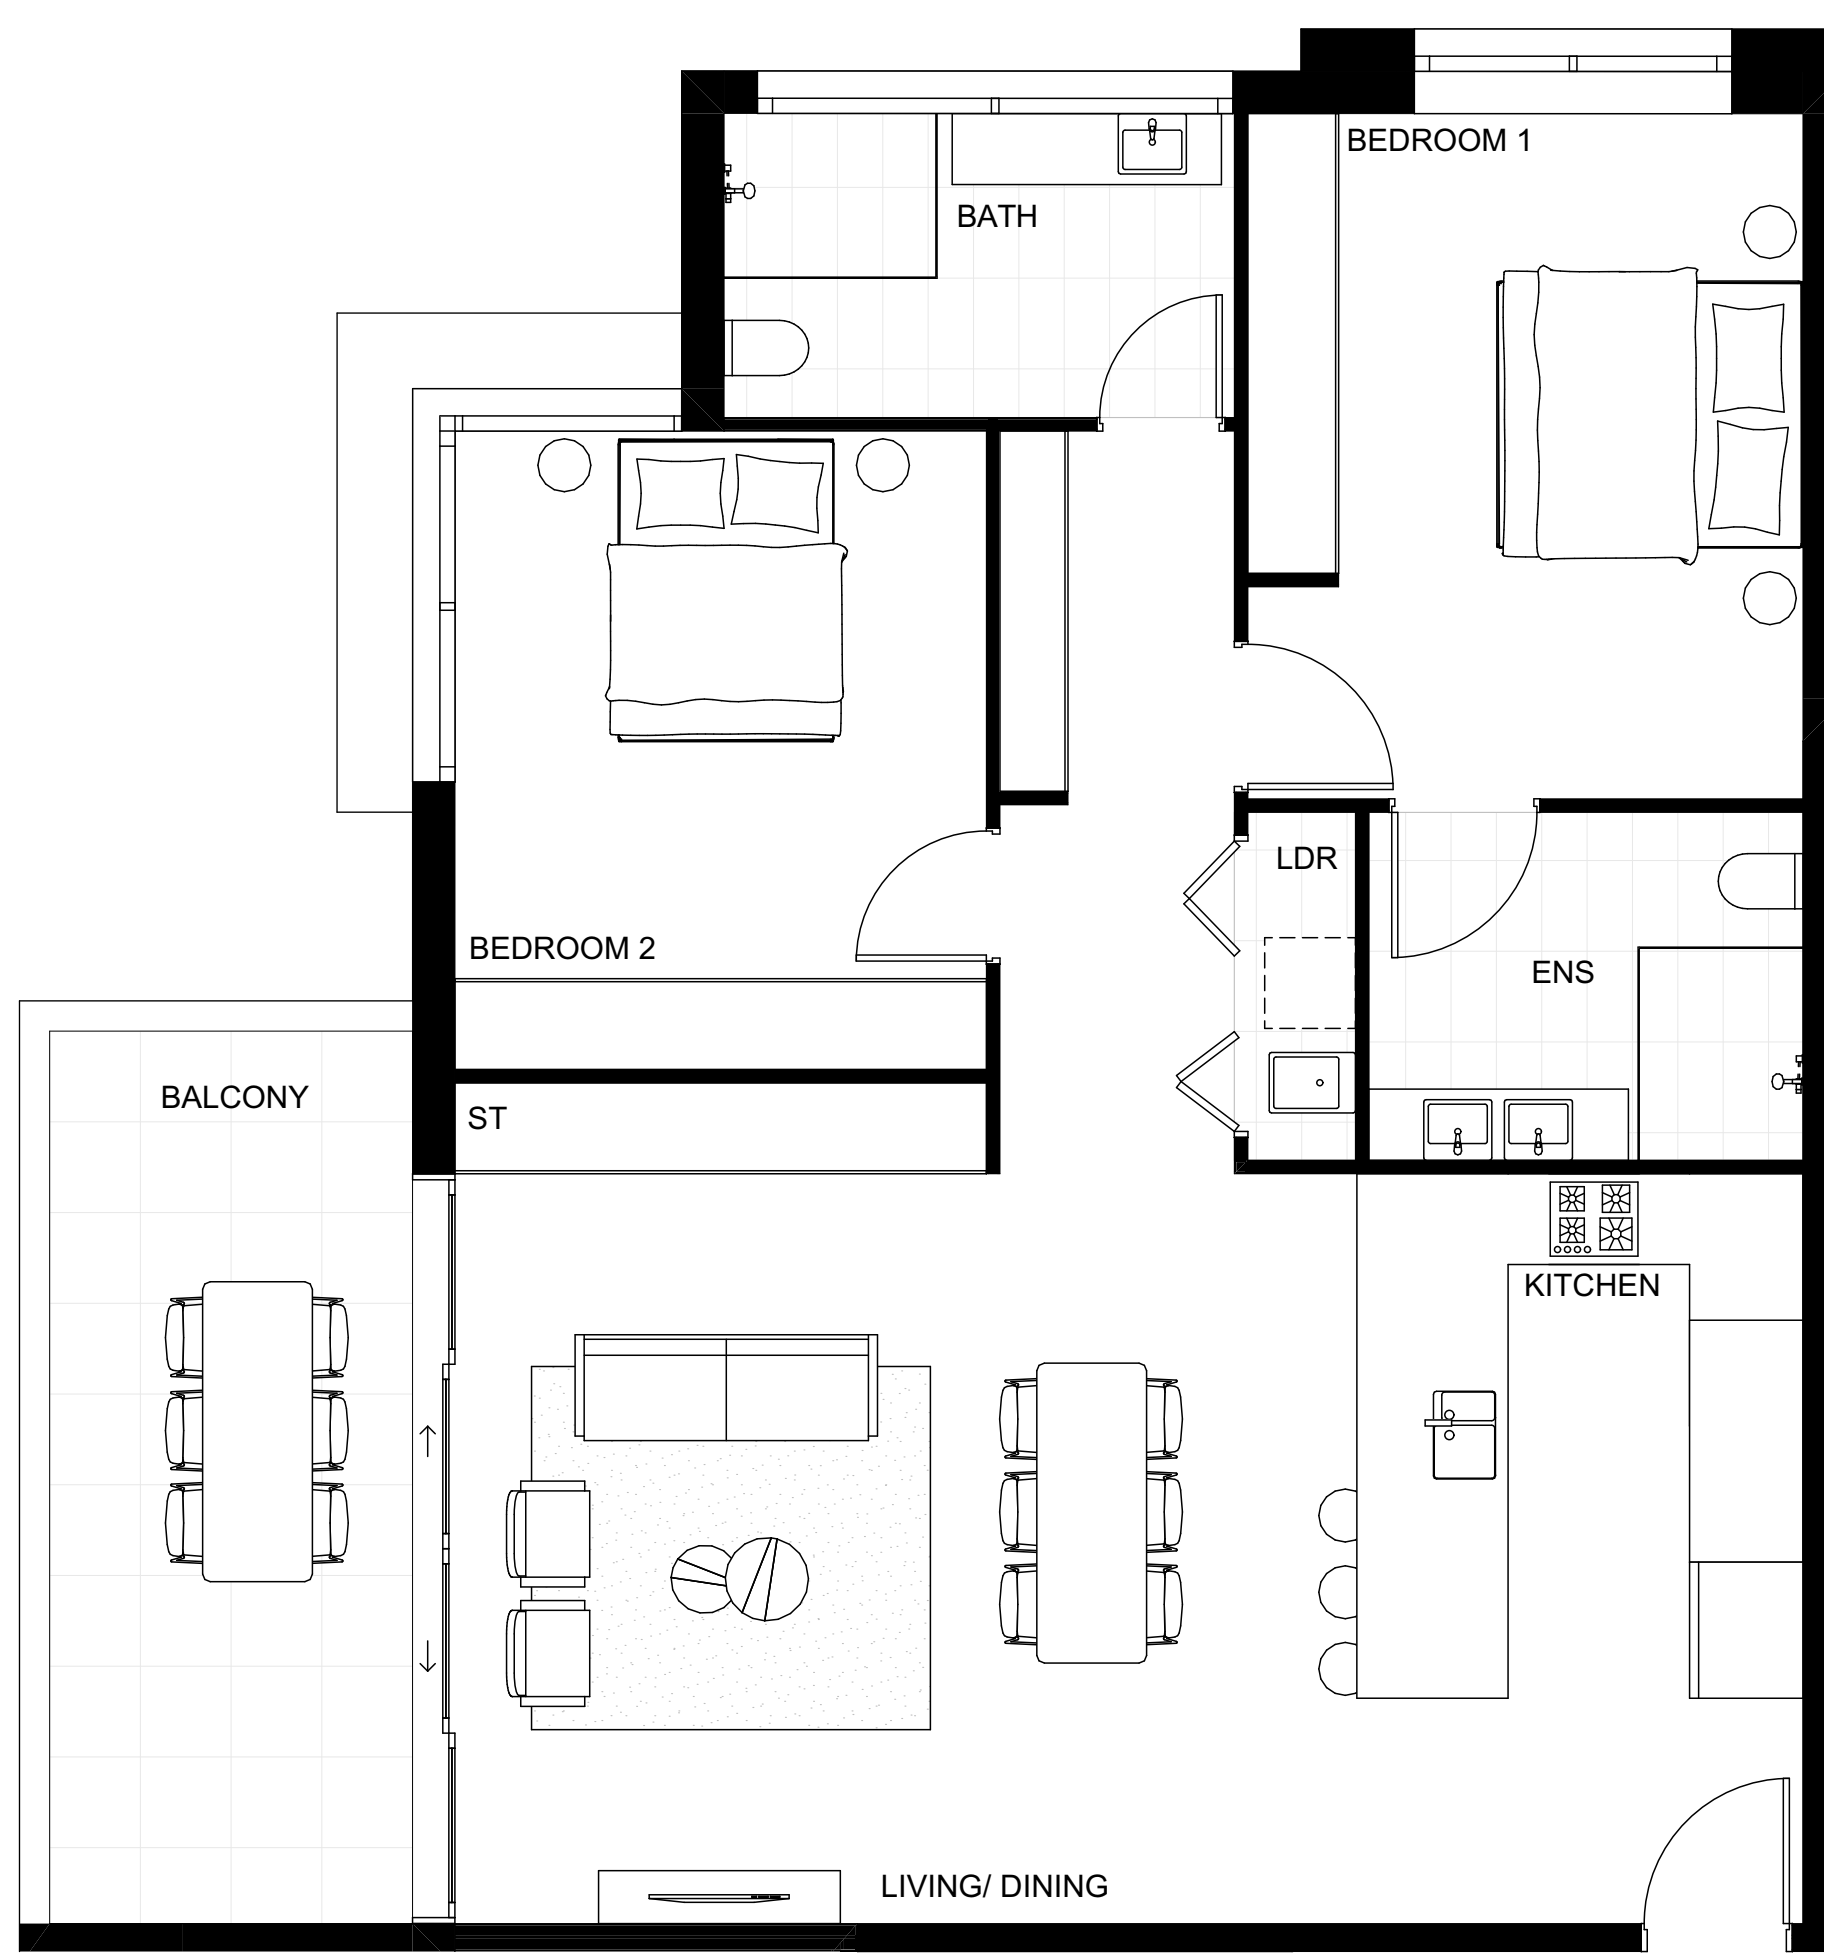 BEDROOM 1
BATH
LDR
BEDROOM 2
ENS
BALCONY
ST
KITCHEN
LIVING/ DINING